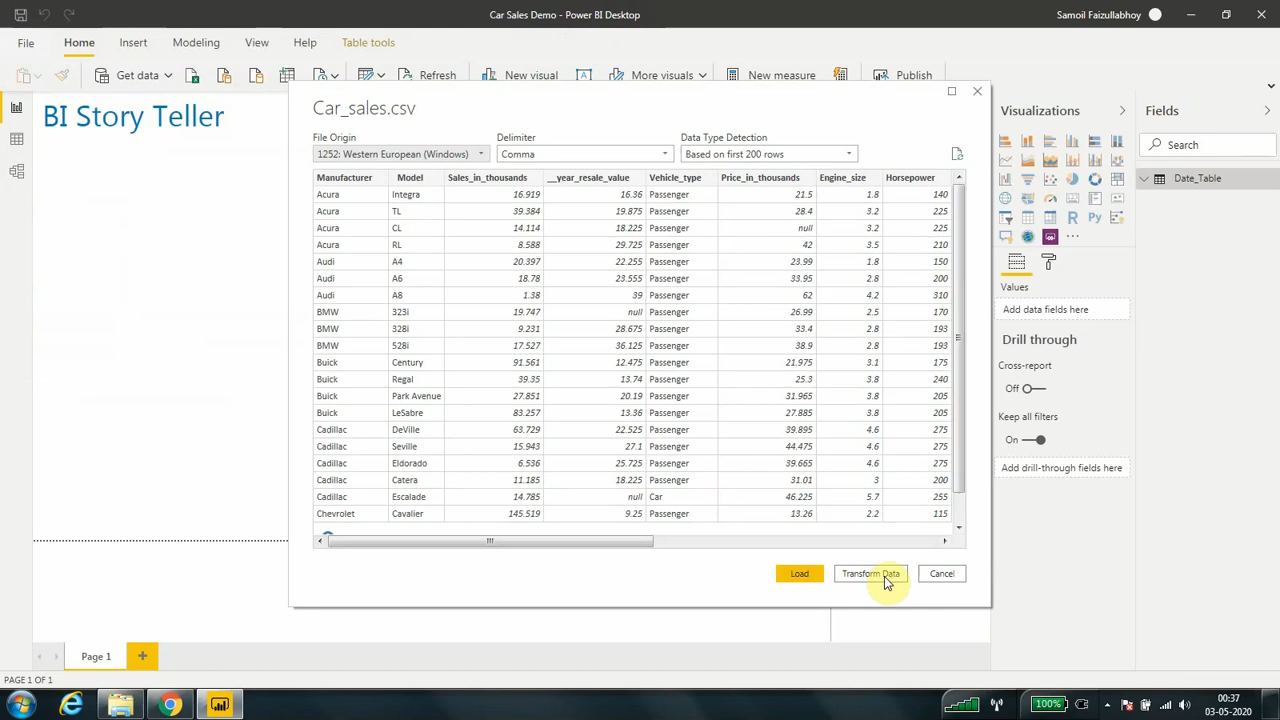 Car Sales Demo - Power BI Desktop
Samoil Faizullabhoy
File Home Insert Modeling View Help Table tools
Get data Refresh New visual More visuals New measure Publish
BI Story Teller
Car_sales.csv
File Origin Delimiter Data Type Detection
1252: Western European (Windows) Comma Based on first 200 rows
Manufacturer Model Sales_in_thousands __year_resale_value Vehicle_type Price_in_thousands Engine_size Horsepower
Acura Integra 16.919 16.36 Passenger 21.5 1.8 140
Acura TL 39.384 19.875 Passenger 28.4 3.2 225
Acura CL 14.114 18.225 Passenger null 3.2 225
Acura RL 8.588 29.725 Passenger 42 3.5 210
Audi A4 20.397 22.255 Passenger 23.99 1.8 150
Audi A6 18.78 23.555 Passenger 33.95 2.8 200
Audi A8 1.38 39 Passenger 62 4.2 310
BMW 323i 19.747 null Passenger 26.99 2.5 170
BMW 328i 9.231 28.675 Passenger 33.4 2.8 193
BMW 528i 17.527 36.125 Passenger 38.9 2.8 193
Buick Century 91.561 12.475 Passenger 21.975 3.1 175
Buick Regal 39.35 13.74 Passenger 25.3 3.8 240
Buick Park Avenue 27.851 20.19 Passenger 31.965 3.8 205
Buick LeSabre 83.257 13.36 Passenger 27.885 3.8 205
Cadillac DeVille 63.729 22.525 Passenger 39.895 4.6 275
Cadillac Seville 15.943 27.1 Passenger 44.475 4.6 275
Cadillac Eldorado 6.536 25.725 Passenger 39.665 4.6 275
Cadillac Catera 11.185 18.225 Passenger 31.01 3 200
Cadillac Escalade 14.785 null Car 46.225 5.7 255
Chevrolet Cavalier 145.519 9.25 Passenger 13.26 2.2 115
Load Transform Data Cancel
Visualizations
R Py
Values
Add data fields here
Drill through
Cross-report
Off
Keep all filters
On
Add drill-through fields here
Fields
Search
Date_Table
Page 1
PAGE 1 OF 1
100%
00:37
03-05-2020